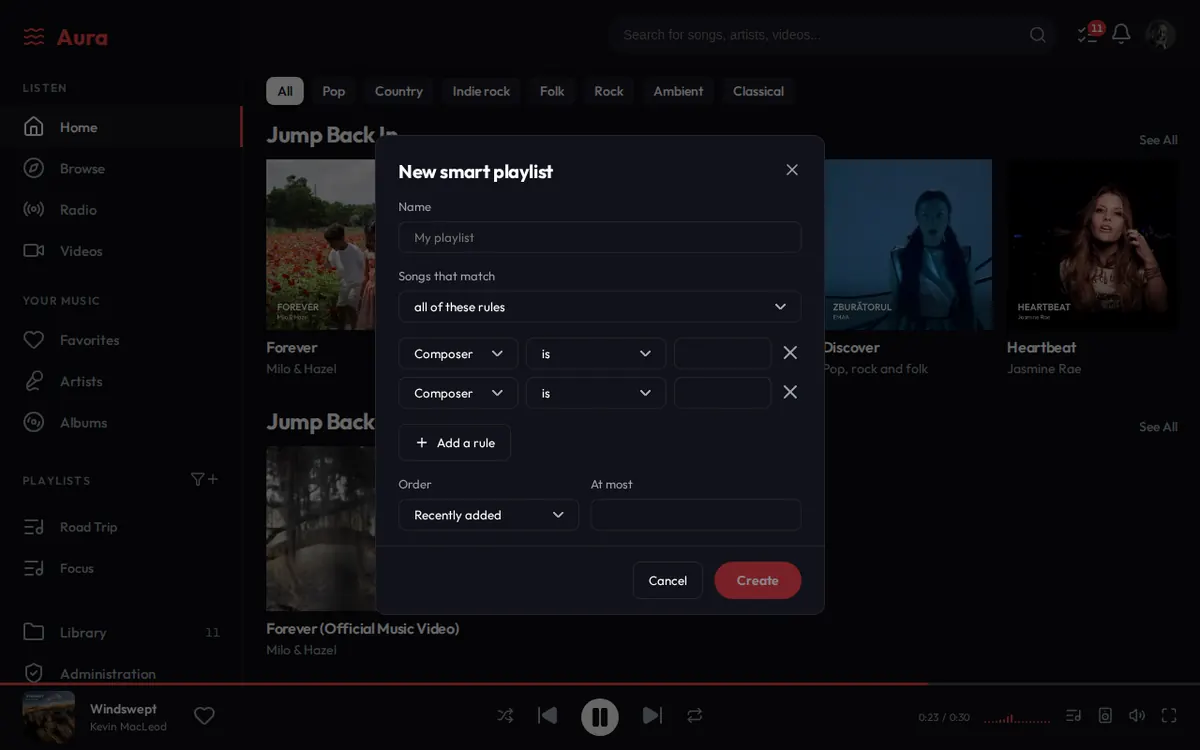 Aura
Search for songs, artists, videos...
11
LISTEN
Home
Browse
Radio
Videos
YOUR MUSIC
Favorites
Artists
Albums
PLAYLISTS
Road Trip
Focus
Library 11
Administration
All
Pop
Country
Indie rock
Folk
Rock
Ambient
Classical
Jump Back In
See All
FOREVER
Milo & Hazel
Forever
Milo & Hazel
ZBURĂTORUL
Discover
Pop, rock and folk
HEARTBEAT
Jasmine Rae
Heartbeat
Jasmine Rae
Jump Back
See All
Forever (Official Music Video)
Milo & Hazel
New smart playlist
Name
My playlist
Songs that match
all of these rules
Composer is
Composer is
Add a rule
Order
At most
Recently added
Cancel
Create
Windswept
Kevin MacLeod
0:23 / 0:30